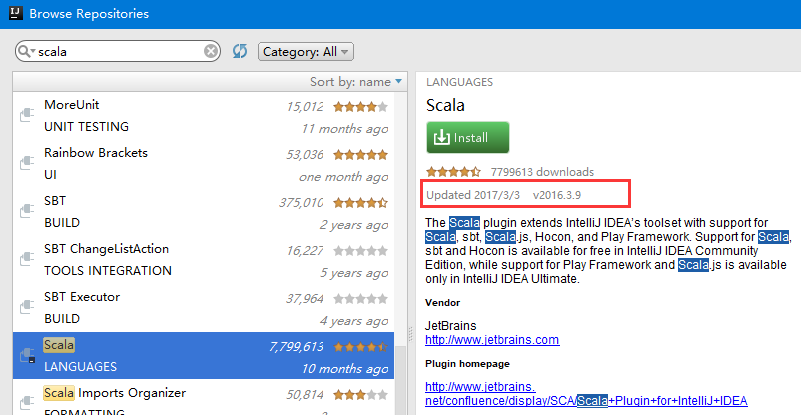 Browse Repositories
scala
Category: All
Sort by: name
MoreUnit 15,012
UNIT TESTING 11 months ago
Rainbow Brackets 53,036
UI one month ago
SBT 375,010
BUILD 2 years ago
SBT ChangeListAction 16,227
TOOLS INTEGRATION 5 years ago
SBT Executor 37,964
BUILD 4 years ago
Scala 7,799,613
LANGUAGES 10 months ago
Scala Imports Organizer 50,814
FORMATTING 2 years ago
LANGUAGES
Scala
Install
7799613 downloads
Updated 2017/3/3 v2016.3.9
The Scala plugin extends IntelliJ IDEA's toolset with support for
Scala, sbt, Scala.js, Hocon, and Play Framework. Support for Scala,
sbt and Hocon is available for free in IntelliJ IDEA Community
Edition, while support for Play Framework and Scala.js is available
only in IntelliJ IDEA Ultimate.
Vendor
JetBrains
http://www.jetbrains.com
Plugin homepage
http://www.jetbrains.
net/confluence/display/SCA/Scala+Plugin+for+IntelliJ+IDEA